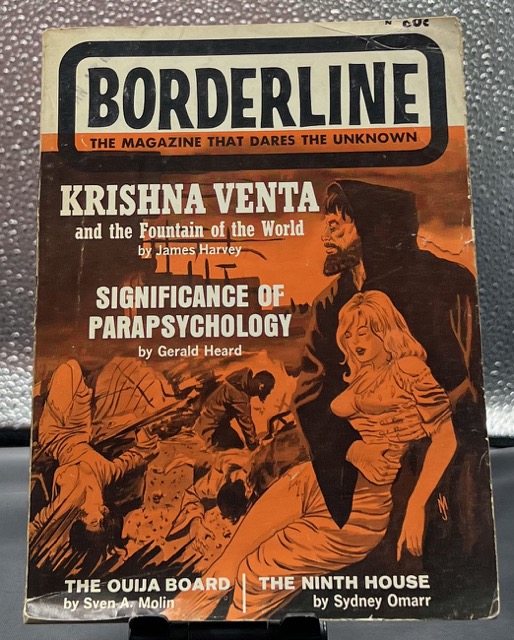 60¢
BORDERLINE
THE MAGAZINE THAT DARES THE UNKNOWN
KRISHNA VENTA
and the Fountain of the World
by James Harvey
SIGNIFICANCE OF
PARAPSYCHOLOGY
by Gerald Heard
THE OUIJA BOARD
by Sven A. Molin
THE NINTH HOUSE
by Sydney Omarr